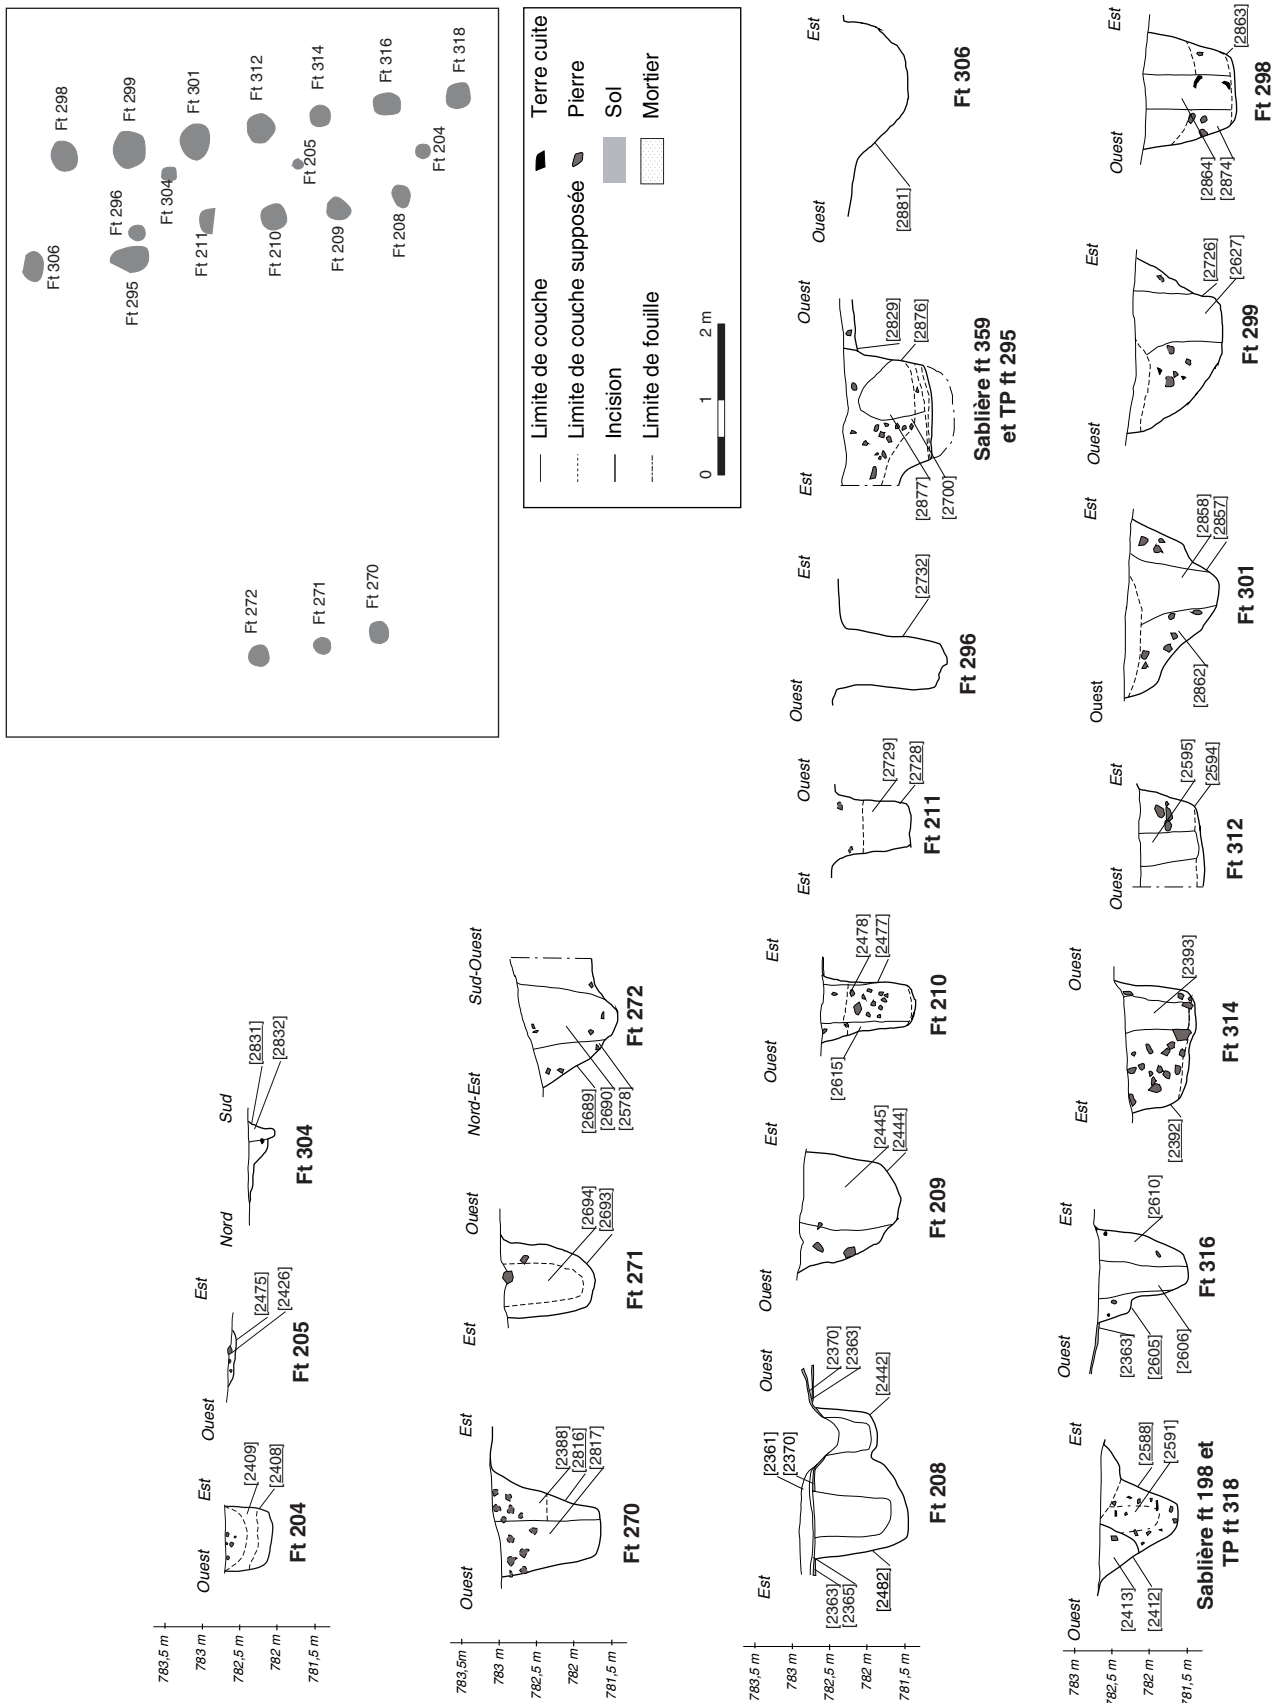 Ft 306
Ft 298
Ft 295
Ft 296
Ft 299
Ft 304
Ft 211
Ft 301
Ft 272
Ft 210
Ft 312
Ft 271
Ft 209
Ft 205
Ft 314
Ft 270
Ft 208
Ft 316
Ft 204
Ft 318
Limite de couche
Terre cuite
Limite de couche supposée
Pierre
Incision
Sol
Limite de fouille
Mortier
0
1
2 m
783,5 m
783 m
782,5 m
782 m
781,5 m
Ouest
Est
[2409]
[2408]
Ft 204
Ouest
Est
[2475]
[2426]
Ft 205
Nord
Sud
[2831]
[2832]
Ft 304
783,5m
783 m
782,5 m
782 m
781,5 m
Ouest
Est
[2388]
[2816]
[2817]
Ft 270
Est
Ouest
[2694]
[2693]
Ft 271
Nord-Est
Sud-Ouest
[2689]
[2690]
[2578]
Ft 272
783,5 m
783 m
782,5 m
782 m
781,5 m
Est
Ouest
[2361]
[2370]
[2370]
[2363]
[2442]
[2363]
[2365]
[2482]
Ft 208
Ouest
Est
[2445]
[2444]
Ft 209
Ouest
Est
[2615]
[2478]
[2477]
Ft 210
Est
Ouest
[2729]
[2728]
Ft 211
Ouest
Est
[2732]
Ft 296
Est
Ouest
[2829]
[2876]
[2877]
[2700]
Sablière ft 359
et TP ft 295
Ouest
Est
[2881]
Ft 306
783 m
782,5 m
782 m
781,5 m
Ouest
Est
[2413]
[2412]
[2588]
[2591]
Sablière ft 198 et
TP ft 318
Ouest
Est
[2363]
[2605]
[2606]
[2610]
Ft 316
Est
Ouest
[2392]
[2393]
Ft 314
Ouest
Est
[2595]
[2594]
Ft 312
Ouest
Est
[2862]
[2858]
[2857]
Ft 301
Ouest
Est
[2726]
[2627]
Ft 299
Ouest
Est
[2864]
[2874]
[2863]
Ft 298